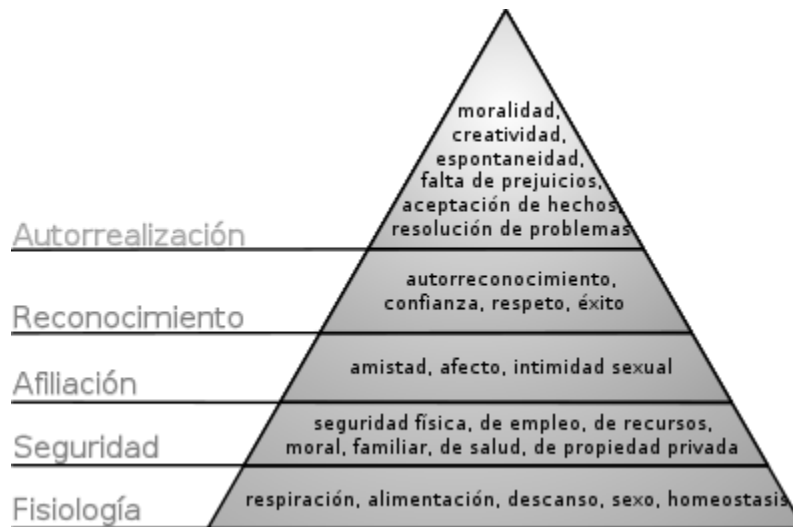 moralidad,
creatividad,
espontaneidad,
falta de prejuicios,
aceptación de hechos,
resolución de problemas
Autorrealización
autorreconocimiento,
confianza, respeto, éxito
Reconocimiento
amistad, afecto, intimidad sexual
Afiliación
seguridad física, de empleo, de recursos,
moral, familiar, de salud, de propiedad privada
Seguridad
respiración, alimentación, descanso, sexo, homeostasis
Fisiología